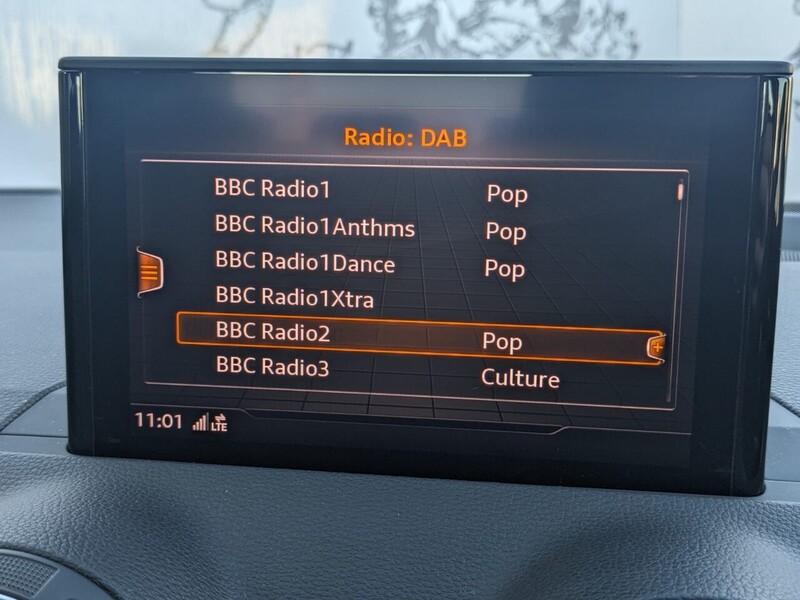 Radio: DAB
BBC Radio1 Pop
BBC Radio1Anthms Pop
BBC Radio1Dance Pop
BBC Radio1Xtra
BBC Radio2 Pop
BBC Radio3 Culture
11:01 LTE